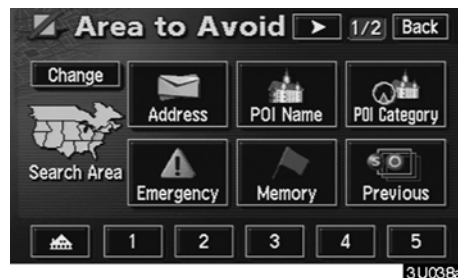 Area to Avoid 1/2 Back
Change
Address POI Name POI Category
Search Area
Emergency Memory Previous
1 2 3 4 5
3U038a